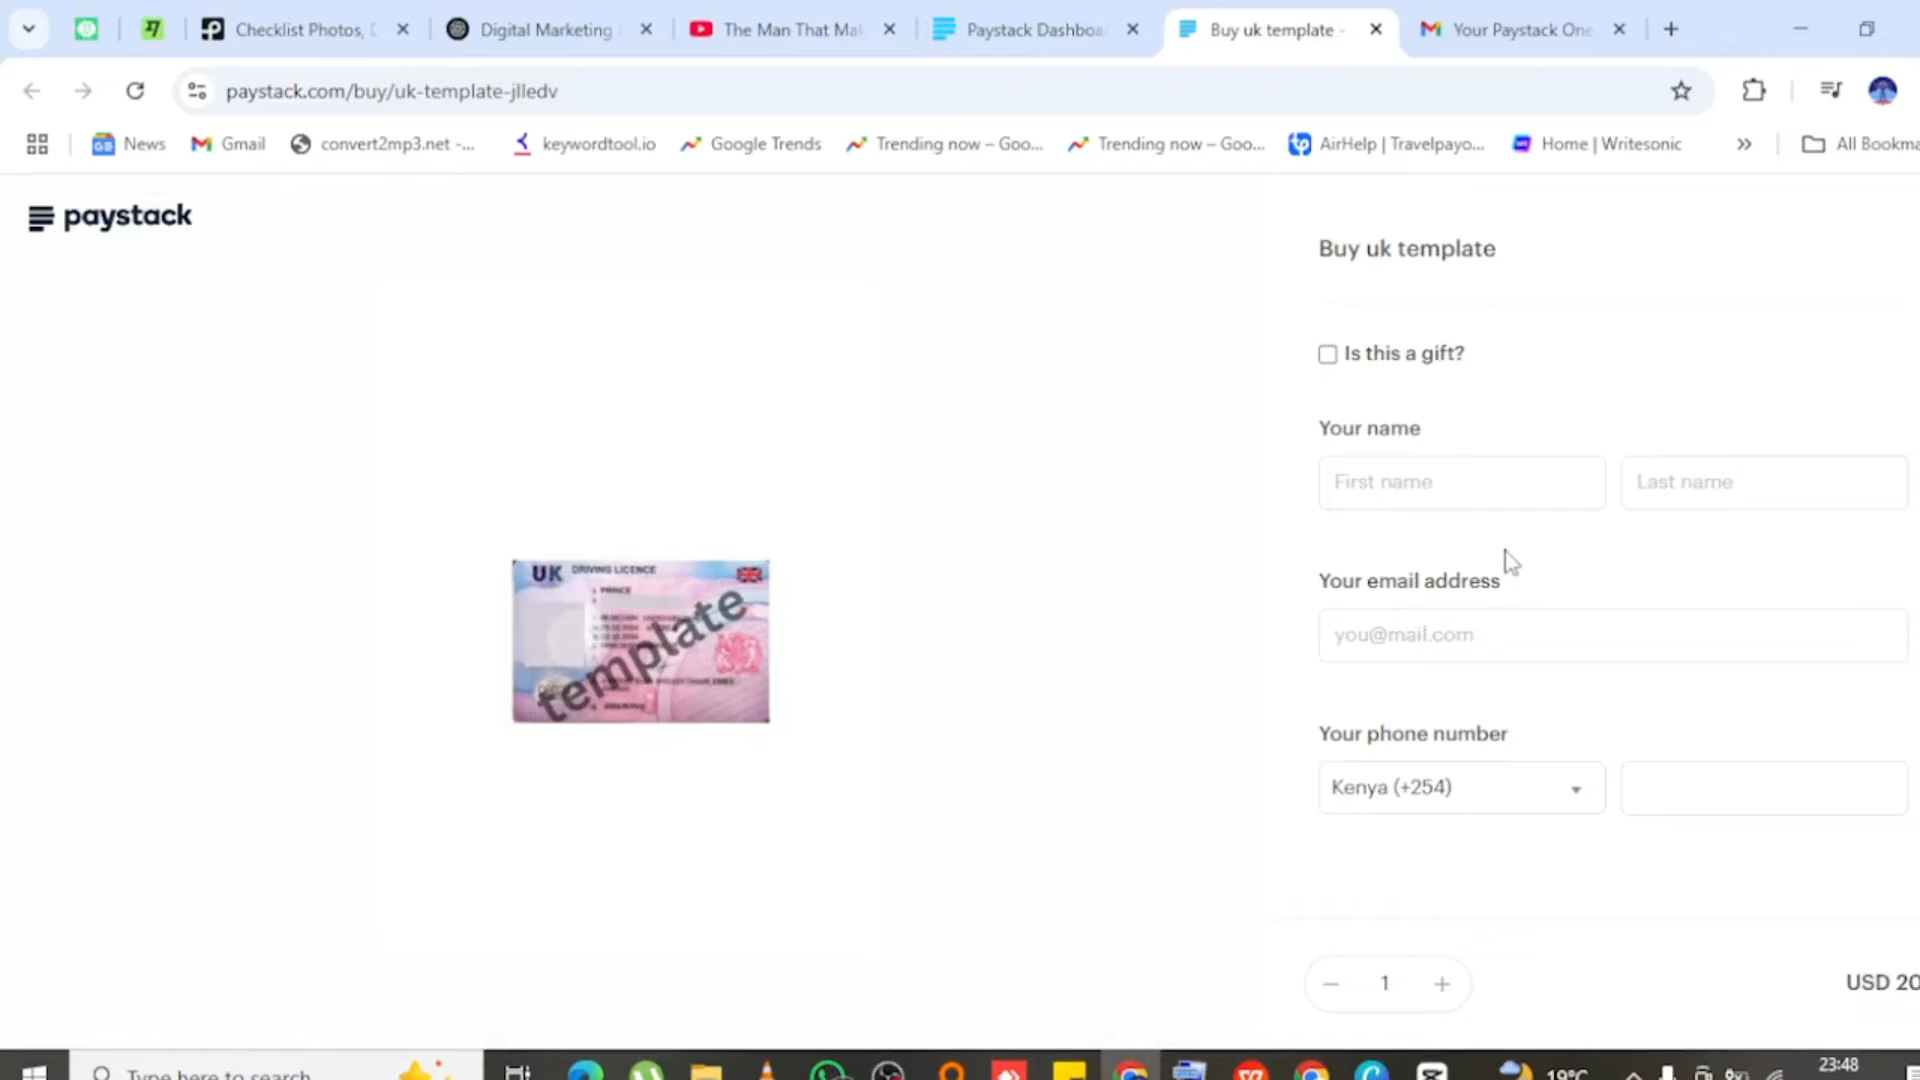 Checklist Photos,
Digital Marketing
The Man That Mak
Paystack Dashboa
Buy uk template -
Your Paystack One
paystack.com/buy/uk-template-jlledv
News
Gmail
convert2mp3.net -...
keywordtool.io
Google Trends
Trending now – Goo...
Trending now – Goo...
AirHelp | Travelpayo...
Home | Writesonic
All Bookma
paystack
Buy uk template
Is this a gift?
Your name
First name
Last name
Your email address
you@mail.com
Your phone number
Kenya (+254)
UK DRIVING LICENCE
PRINCE
template
1
USD 20
Type here to search
19°C
23:48